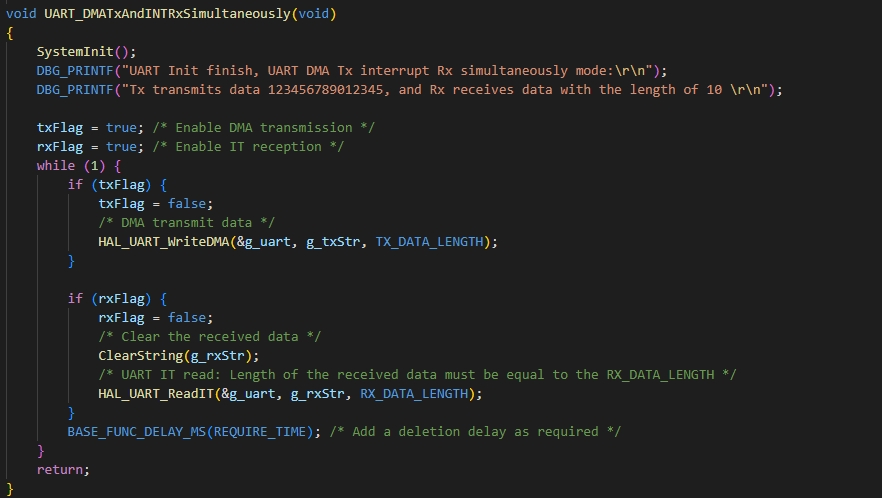 void UART_DMATxAndINTRxSimultaneously(void)
{
    SystemInit();
    DBG_PRINTF("UART Init finish, UART DMA Tx interrupt Rx simultaneously mode:\r\n");
    DBG_PRINTF("Tx transmits data 123456789012345, and Rx receives data with the length of 10 \r\n");

    txFlag = true; /* Enable DMA transmission */
    rxFlag = true; /* Enable IT reception */
    while (1) {
        if (txFlag) {
            txFlag = false;
            /* DMA transmit data */
            HAL_UART_WriteDMA(&g_uart, g_txStr, TX_DATA_LENGTH);
        }

        if (rxFlag) {
            rxFlag = false;
            /* Clear the received data */
            ClearString(g_rxStr);
            /* UART IT read: Length of the received data must be equal to the RX_DATA_LENGTH */
            HAL_UART_ReadIT(&g_uart, g_rxStr, RX_DATA_LENGTH);
        }
        BASE_FUNC_DELAY_MS(REQUIRE_TIME); /* Add a deletion delay as required */
    }
    return;
}